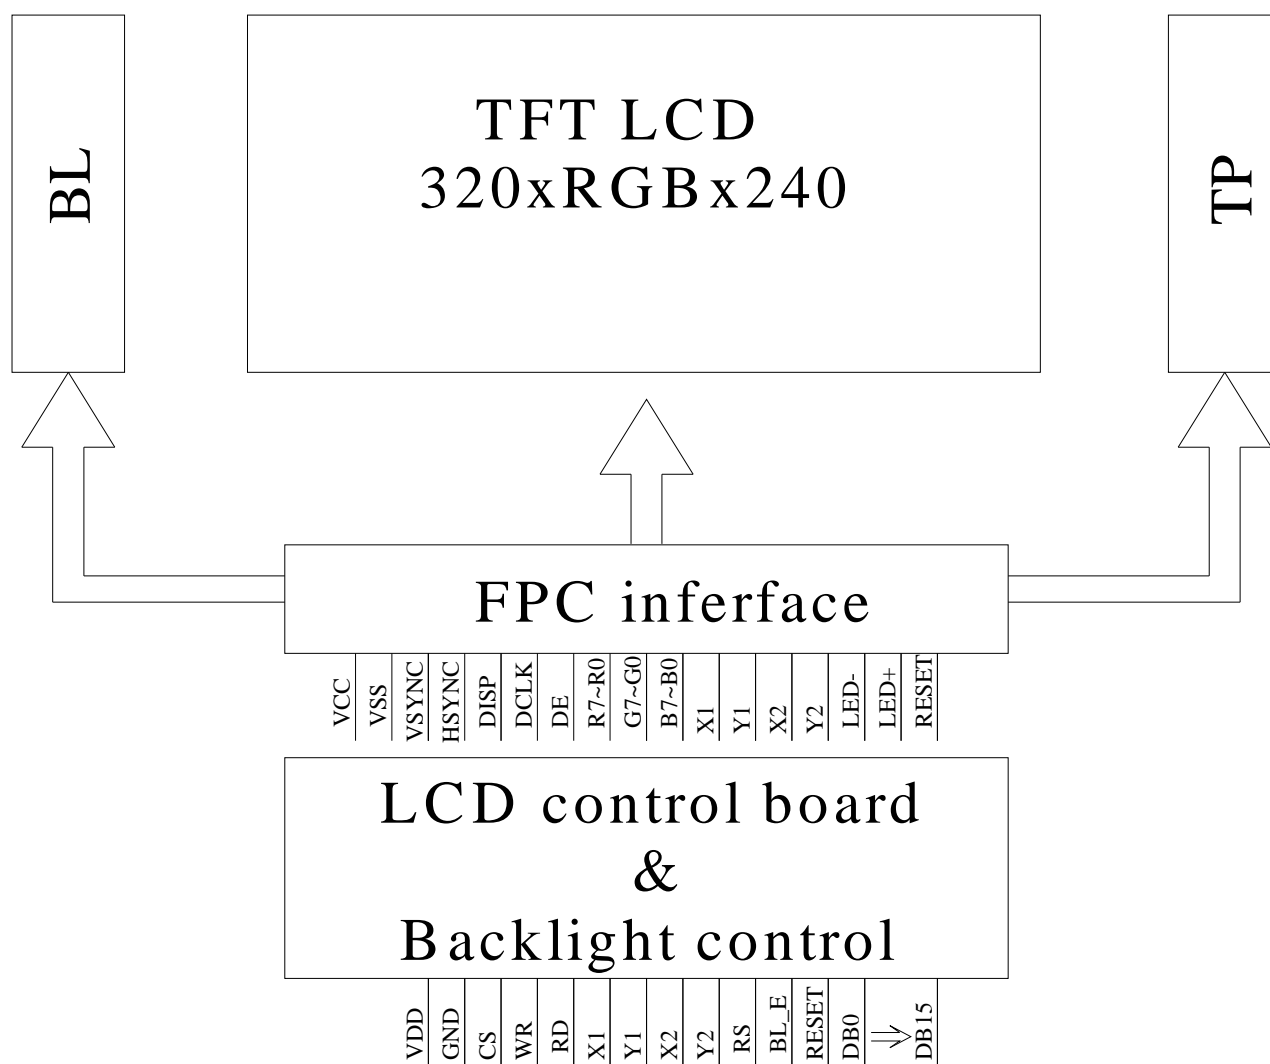 BL
TFT LCD
320xRGBx240
TP
FPC inferface
VCC
VSS
VSYNC
HSYNC
DISP
DCLK
DE
R7~R0
G7~G0
B7~B0
X1
Y1
X2
Y2
LED-
LED+
RESET
LCD control board
&
Backlight control
VDD
GND
CS
WR
RD
X1
Y1
X2
Y2
RS
BL_E
RESET
DB0
DB15